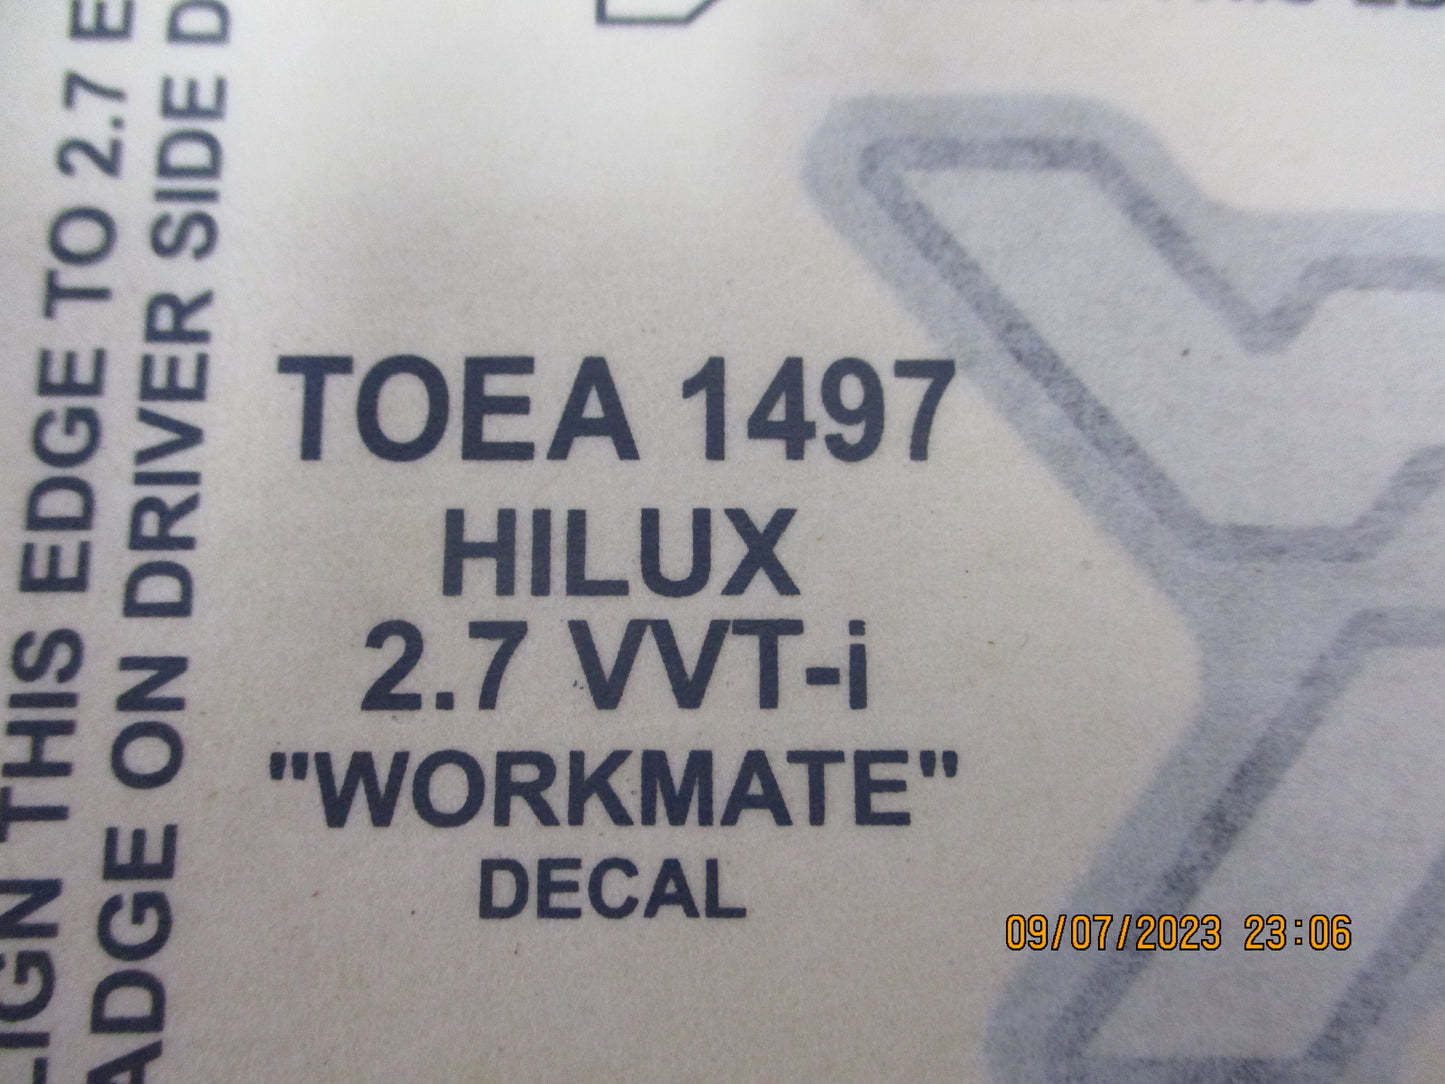 LIGN THIS EDGE TO 2.7 E
ADGE ON DRIVER SIDE D
TOEA 1497
HILUX
2.7 VVT-i
"WORKMATE"
DECAL
09/07/2023 23:06